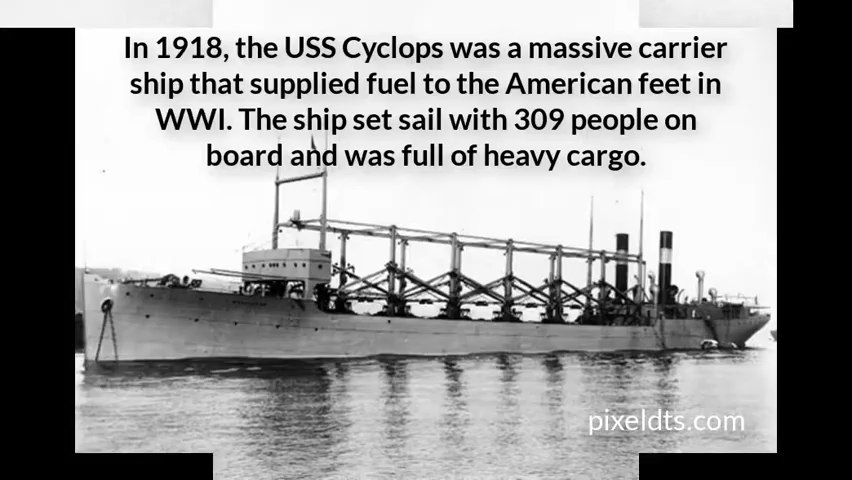 In 1918, the USS Cyclops was a massive carrier
ship that supplied fuel to the American feet in
WWI. The ship set sail with 309 people on
board and was full of heavy cargo.
pixeldts.com